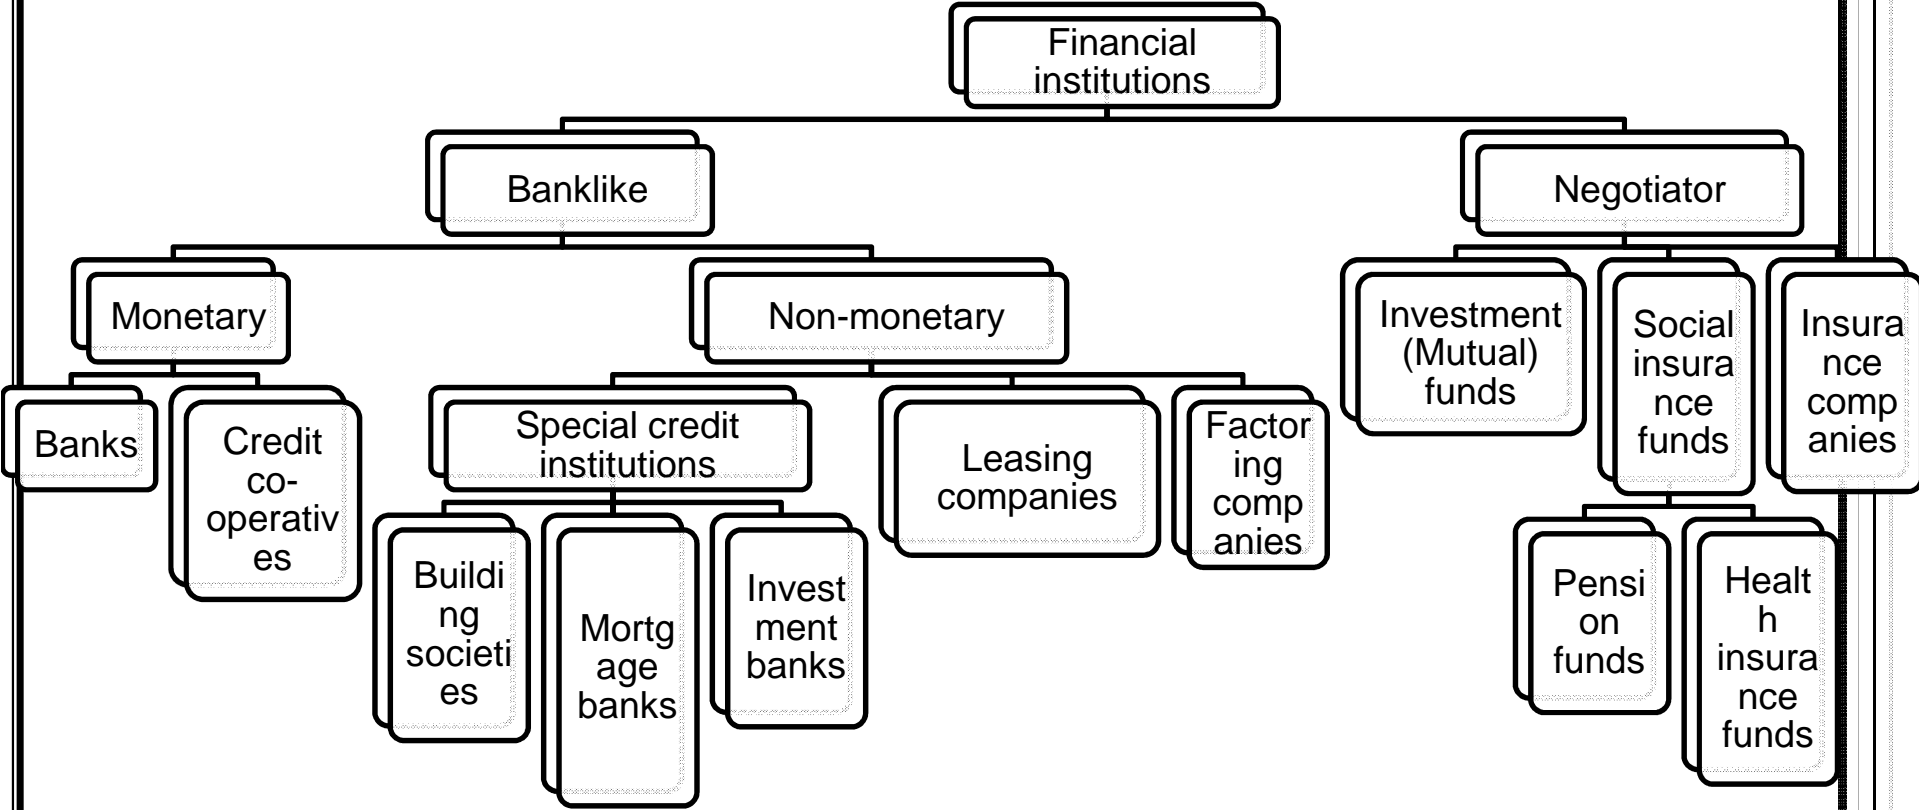 Financial
institutions
Banklike
Negotiator
Monetary
Non-monetary
Investment
(Mutual)
funds
Social
insura
nce
funds
Insura
nce
comp
anies
Banks
Credit
co-
operativ
es
Special credit
institutions
Leasing
companies
Factor
ing
comp
anies
Buildi
ng
societi
es
Mortg
age
banks
Invest
ment
banks
Pensi
on
funds
Healt
h
insura
nce
funds